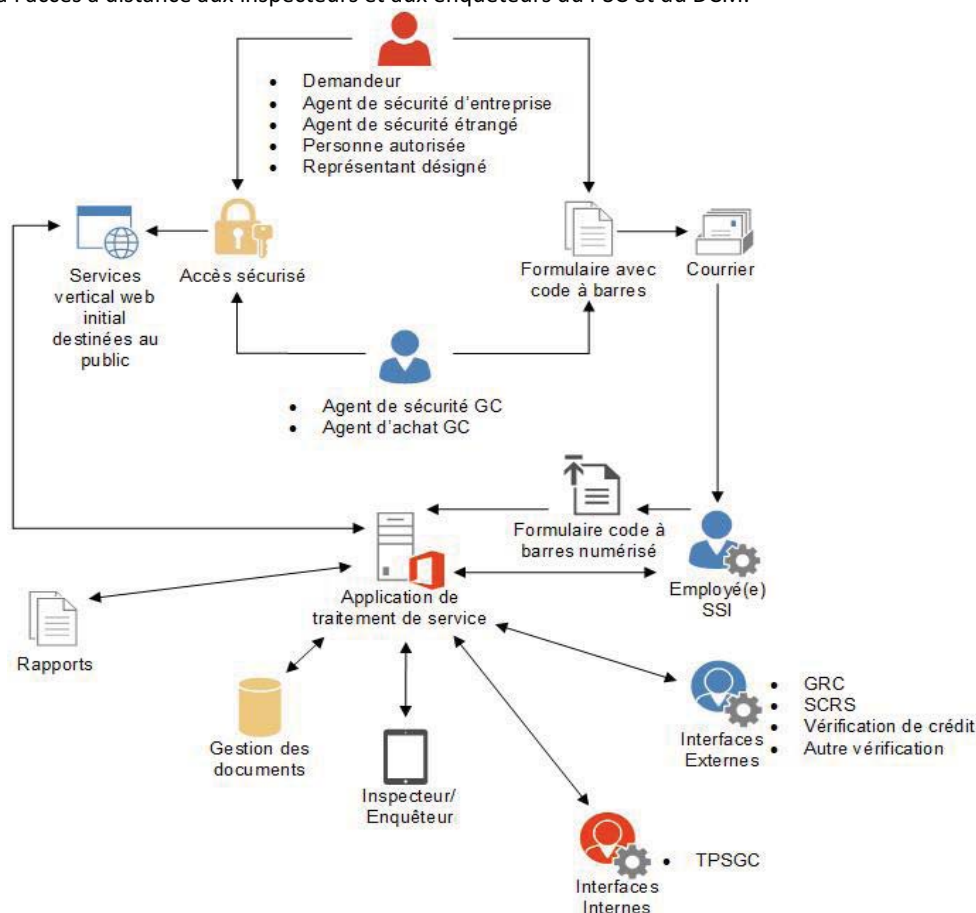 à l'accès à distance aux inspecteurs et aux enquêteurs du PSC et du DCM.
• Demandeur
• Agent de sécurité d'entreprise
• Agent de sécurité étrangé
• Personne autorisée
• Représentant désigné
Services
vertical web
initial
destinées au
public
Accès sécurisé
Formulaire avec
code à barres
Courrier
• Agent de sécurité GC
• Agent d'achat GC
Formulaire code à
barres numérisé
Employé(e)
SSI
Application de
traitement de service
Rapports
Gestion des
documents
Inspecteur/
Enquêteur
Interfaces
Externes
• GRC
• SCRS
• Vérification de crédit
• Autre vérification
Interfaces
Internes
• TPSGC